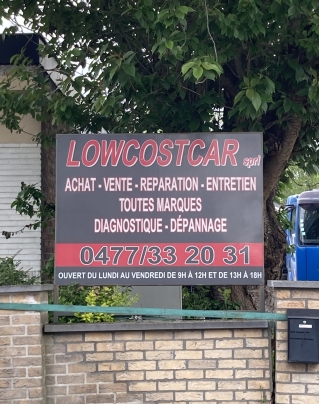 LOWCOSTCAR sprl
ACHAT - VENTE - REPARATION - ENTRETIEN
TOUTES MARQUES
DIAGNOSTIQUE - DÉPANNAGE
0477/33 20 31
OUVERT DU LUNDI AU VENDREDI DE 9H À 12H ET DE 13H À 18H